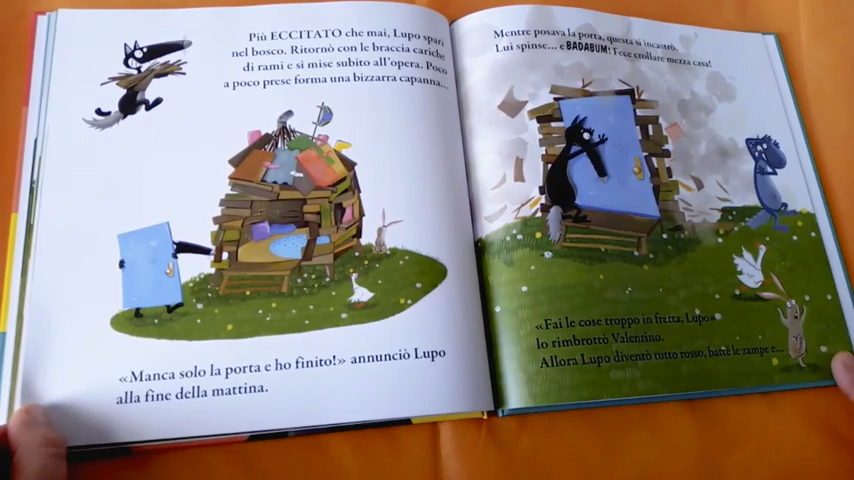 Più ECCITATO che mai, Lupo sparì
nel bosco. Ritornò con le braccia cariche
di rami e si mise subito all'opera. Poco
a poco prese forma una bizzarra capanna...
«Manca solo la porta e ho finito!» annunciò Lupo
alla fine della mattina.
Mentre posava la porta, questa si incastrò.
Lui spinse... e BADABUM! Fece crollare mezza casa!
«Fai le cose troppo in fretta, Lupo»
lo rimbrottò Valentino.
Allora Lupo diventò tutto rosso, batté le zampe e...